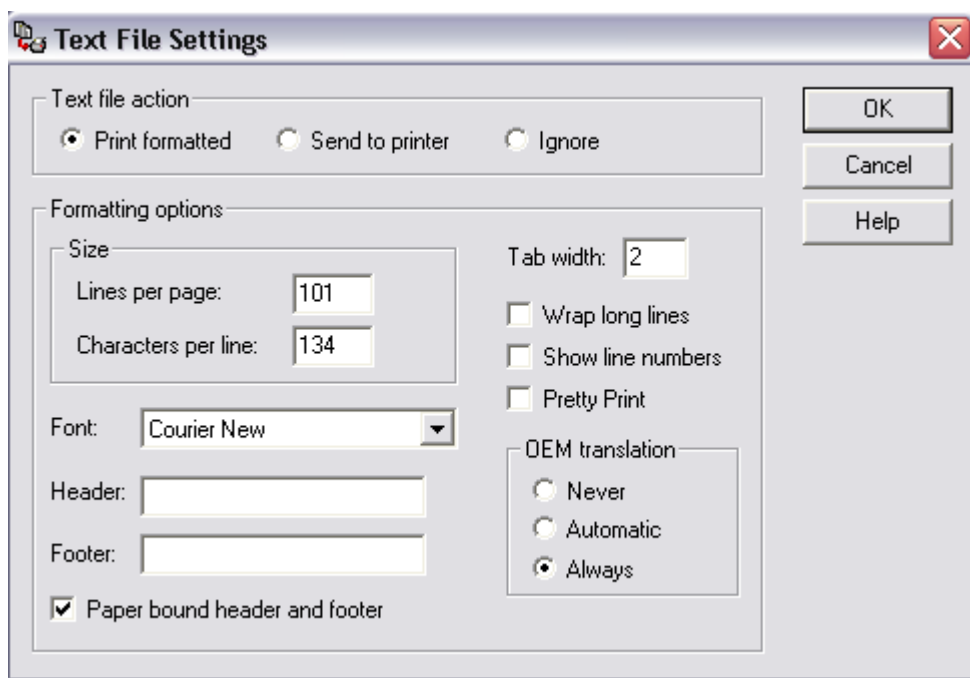 Text File Settings
Text file action
Print formatted
Send to printer
Ignore
OK
Cancel
Help
Formatting options
Size
Lines per page: 101
Characters per line: 134
Tab width: 2
Wrap long lines
Show line numbers
Pretty Print
Font: Courier New
Header:
Footer:
Paper bound header and footer
OEM translation
Never
Automatic
Always